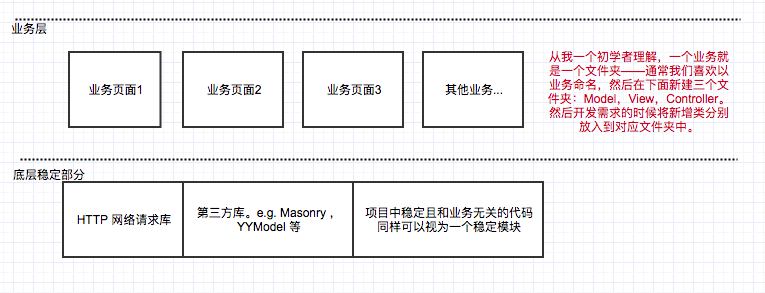 业务层
业务页面1
业务页面2
业务页面3
其他业务...
从我一个初学者理解，一个业务就
是一个文件夹——通常我们喜欢以
业务命名，然后在下面新建三个文
件夹：Model，View，Controller。
然后开发需求的时候将新增类分别
放入到对应文件夹中。
底层稳定部分
HTTP 网络请求库
第三方库。e.g. Masonry ，
YYModel 等
项目中稳定且和业务无关的代码
同样可以视为一个稳定模块